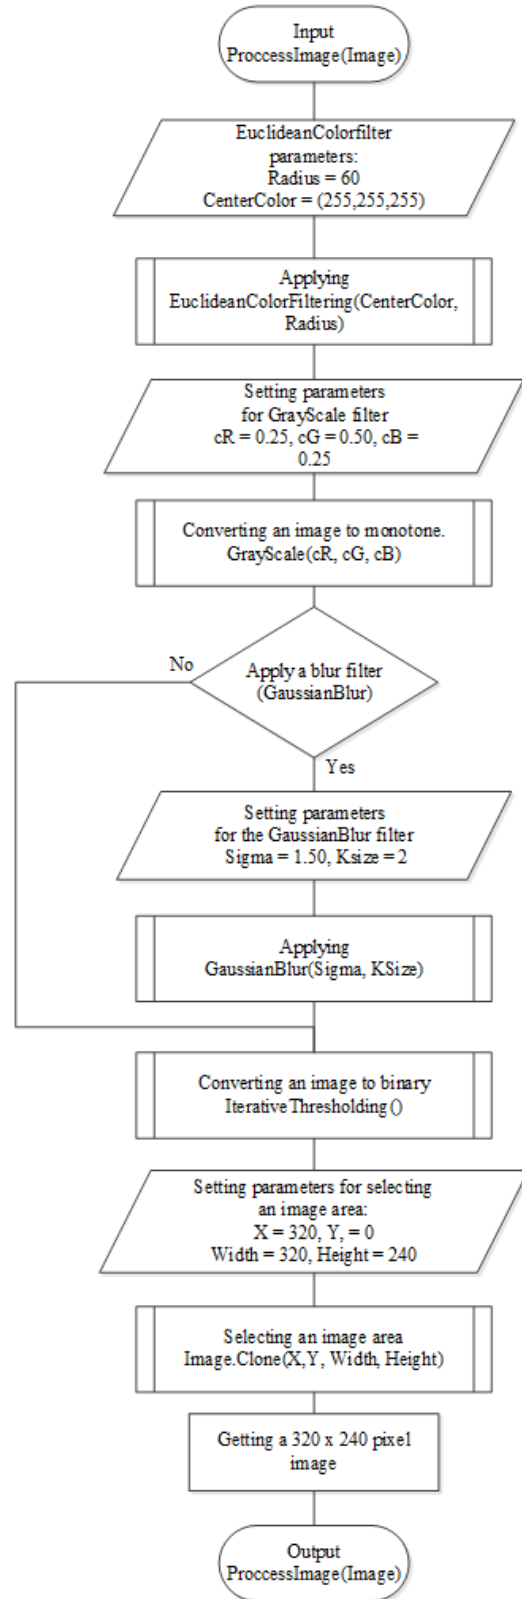 Input
ProccessImage(Image)
EuclideanColorfilter
parameters:
Radius = 60
CenterColor = (255,255,255)
Applying
EuclideanColorFiltering(CenterColor,
Radius)
Setting parameters
for GrayScale filter
cR = 0.25, cG = 0.50, cB =
0.25
Converting an image to monotone.
GrayScale(cR, cG, cB)
Apply a blur filter
(GaussianBlur)
No
Yes
Setting parameters
for the GaussianBlur filter
Sigma = 1.50, Ksize = 2
Applying
GaussianBlur(Sigma, KSize)
Converting an image to binary
IterativeThresholding()
Setting parameters for selecting
an image area:
X = 320, Y, = 0
Width = 320, Height = 240
Selecting an image area
Image.Clone(X,Y, Width, Height)
Getting a 320 x 240 pixel
image
Output
ProccessImage(Image)